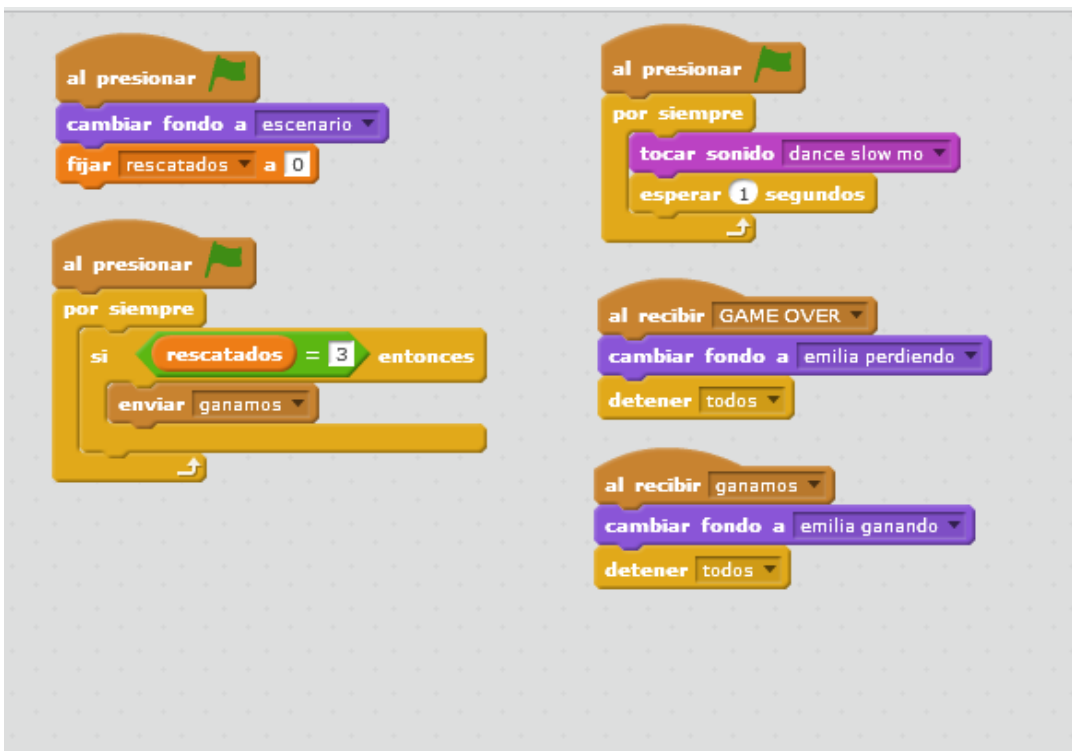 al presionar
cambiar fondo a escenario
fijar rescatados a 0
al presionar
por siempre
si rescatados = 3 entonces
enviar ganamos
al presionar
por siempre
tocar sonido dance slow mo
esperar 1 segundos
al recibir GAME OVER
cambiar fondo a emilia perdiendo
detener todos
al recibir ganamos
cambiar fondo a emilia ganando
detener todos